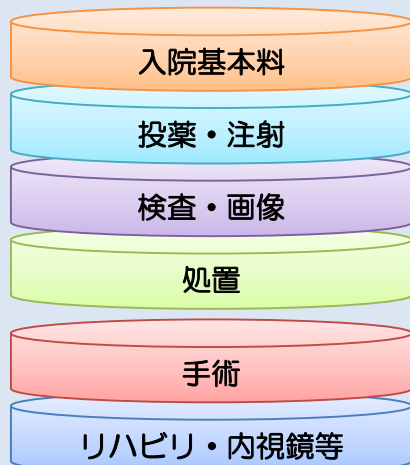 入院基本料
投薬・注射
検査・画像
処置
手術
リハビリ・内視鏡等